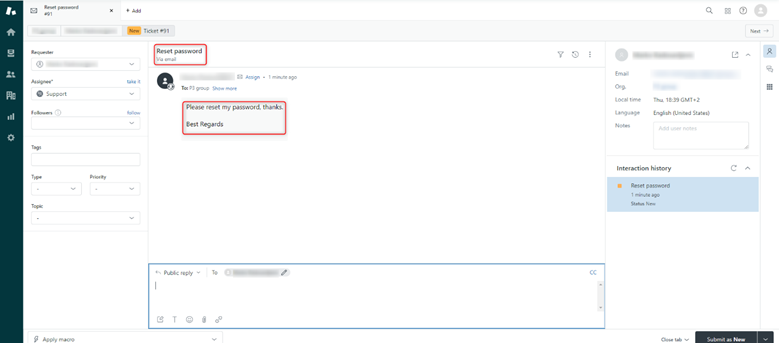 Reset password
#91
+ Add
New Ticket #91
Next
Requester
Assignee*
take it
Support
Followers
follow
Tags
Type
Priority
-
-
Topic
-
Reset password
Via email
Assign • 1 minute ago
To: P3 group Show more
Please reset my password, thanks.
Best Regards
Public reply
To
CC
Apply macro
Close tab
Submit as New
Email
Org.
Local time
Thu, 18:39 GMT+2
Language
English (United States)
Notes
Add user notes
Interaction history
Reset password
1 minute ago
Status New